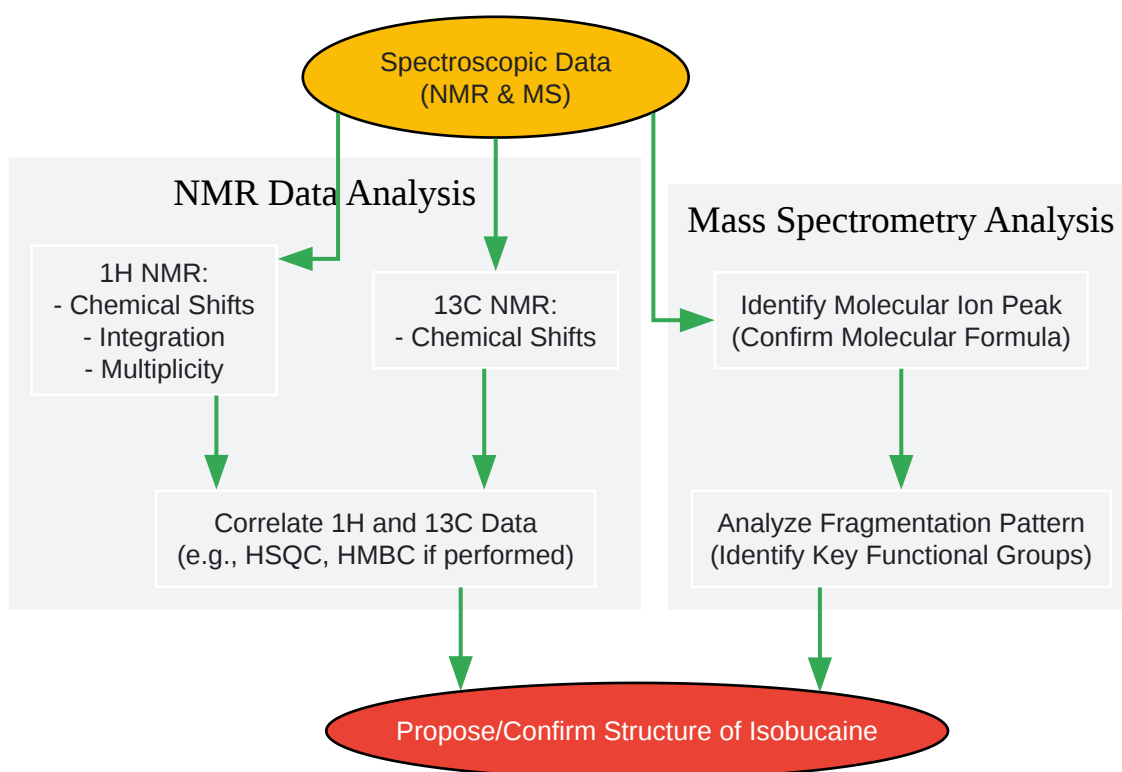 Spectroscopic Data
(NMR & MS)
NMR Data Analysis
1H NMR:
- Chemical Shifts
- Integration
- Multiplicity
13C NMR:
- Chemical Shifts
Correlate 1H and 13C Data
(e.g., HSQC, HMBC if performed)
Mass Spectrometry Analysis
Identify Molecular Ion Peak
(Confirm Molecular Formula)
Analyze Fragmentation Pattern
(Identify Key Functional Groups)
Propose/Confirm Structure of Isobucaine